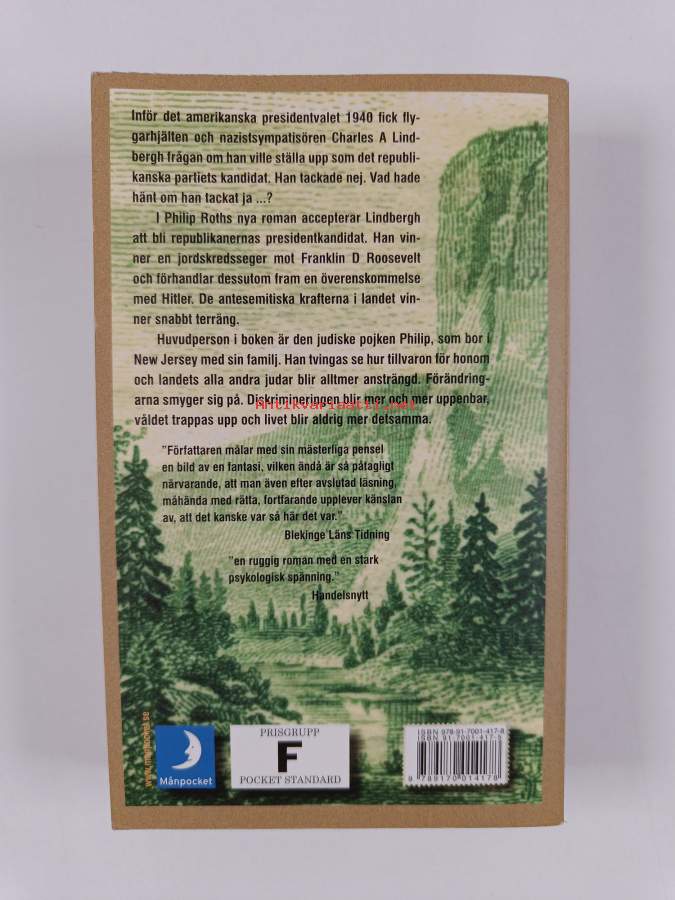 Inför det amerikanska presidentvalet 1940 fick fly-
garhjälten och nazistsympatisören Charles A Lind-
bergh frågan om han ville ställa upp som det republi-
kanska partiets kandidat. Han tackade nej. Vad hade
hänt om han tackat ja ...?
I Philip Roths nya roman accepterar Lindbergh
att bli republikanernas presidentkandidat. Han vin-
ner en jordskredsseger mot Franklin D Roosevelt
och förhandlar dessutom fram en överenskommelse
med Hitler. De antesemitiska krafterna i landet vin-
ner snabbt terräng.
Huvudperson i boken är den judiske pojken Philip, som bor i
New Jersey med sin familj. Han tvingas se hur tillvaron för honom
och landets alla andra judar blir alltmer ansträngd. Förändring-
arna smyger sig på. Diskrimineringen blir mer och mer uppenbar,
Antikvariaatti.net
våldet trappas upp och livet blir aldrig mer detsamma.
"Författaren målar med sin mästerliga pensel
en bild av en fantasi, vilken ändå är så påtagligt
närvarande, att man även efter avslutad läsning,
måhända med rätta, fortfarande upplever känslan
av, att det kanske var så här det var."
Blekinge Läns Tidning
"en ruggig roman med en stark
psykologisk spänning."
Handelsnytt
www.manpocket.se
Månpocket
PRISGRUPP
F
POCKET STANDARD
ISBN 978-91-7001-417-8
ISBN 91 7001-417-5
9 789170 014178